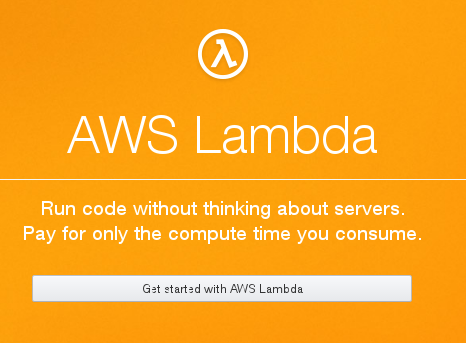 λ
AWS Lambda
Run code without thinking about servers.
Pay for only the compute time you consume.
Get started with AWS Lambda